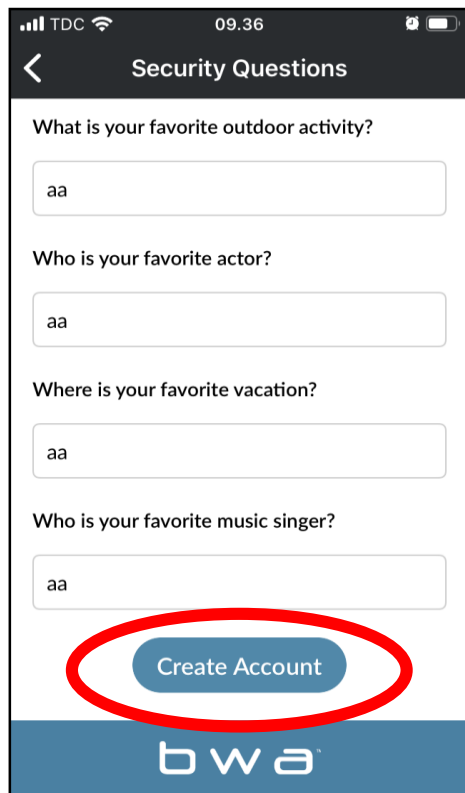 TDC 09.36
Security Questions
What is your favorite outdoor activity?
aa
Who is your favorite actor?
aa
Where is your favorite vacation?
aa
Who is your favorite music singer?
aa
Create Account
bwa™